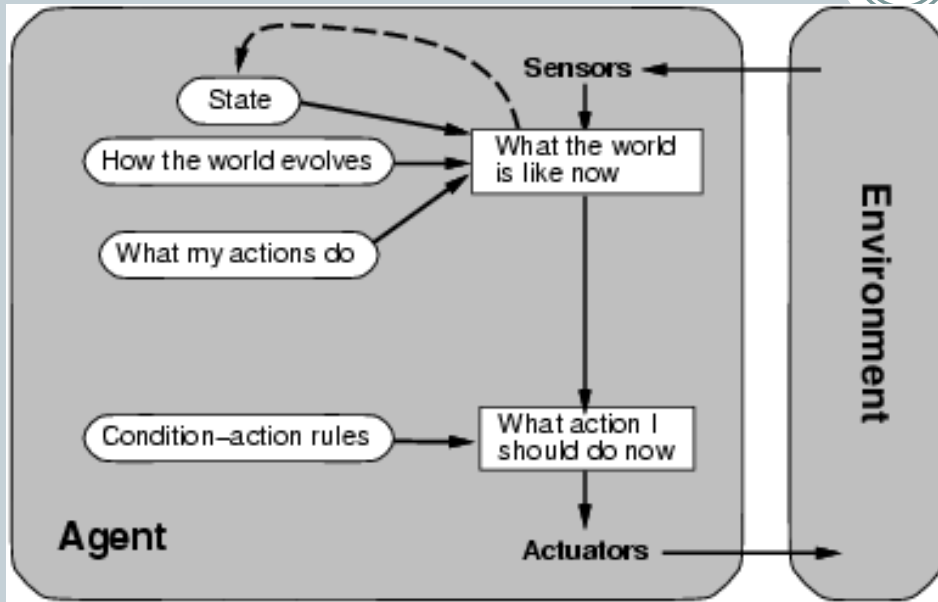 Sensors
State
What the world
is like now
How the world evolves
What my actions do
Environment
What action I
should do now
Condition–action rules
Agent
Actuators